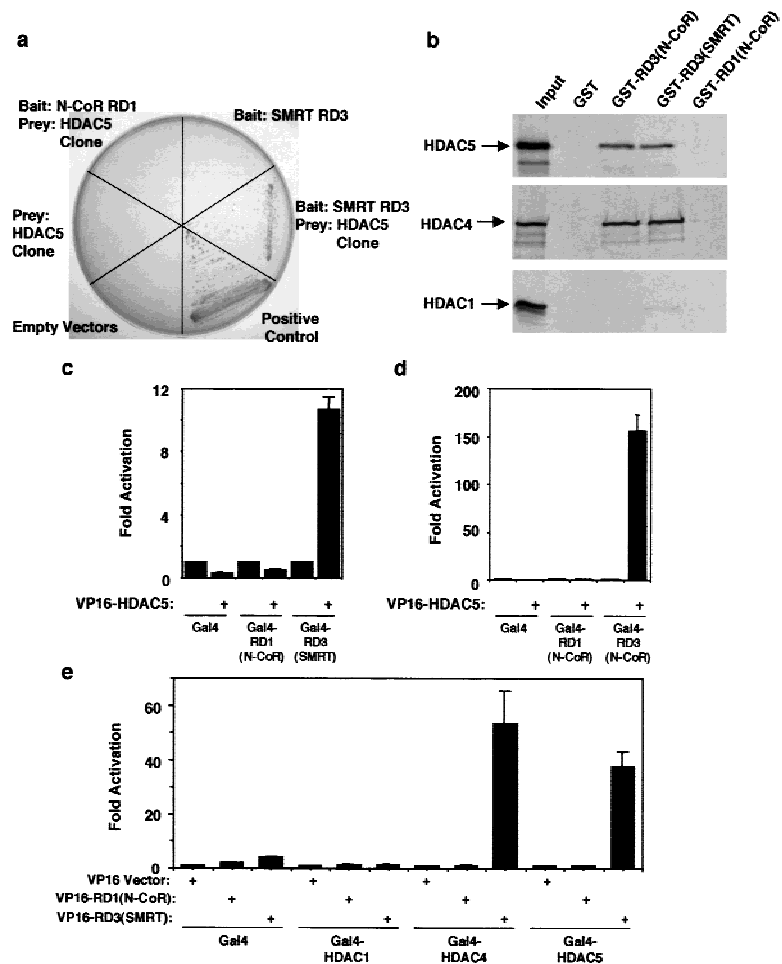 a
Bait: N-CoR RD1
Prey: HDAC5
Clone
Bait: SMRT RD3
Prey:
HDAC5
Clone
Bait: SMRT RD3
Prey: HDAC5
Clone
Empty Vectors
Positive
Control
b
Input
GST
GST-RD3(N-CoR)
GST-RD3(SMRT)
GST-RD1(N-CoR)
HDAC5
HDAC4
HDAC1
c
Fold Activation
12
8
4
0
VP16-HDAC5: + + +
Gal4
Gal4-
RD1
(N-CoR)
Gal4-
RD3
(SMRT)
d
Fold Activation
200
150
100
50
0
VP16-HDAC5: + + +
Gal4
Gal4-
RD1
(N-CoR)
Gal4-
RD3
(N-CoR)
e
Fold Activation
60
40
20
0
VP16 Vector: + + + +
VP16-RD1(N-CoR): + + + +
VP16-RD3(SMRT): + + + +
Gal4
Gal4-
HDAC1
Gal4-
HDAC4
Gal4-
HDAC5